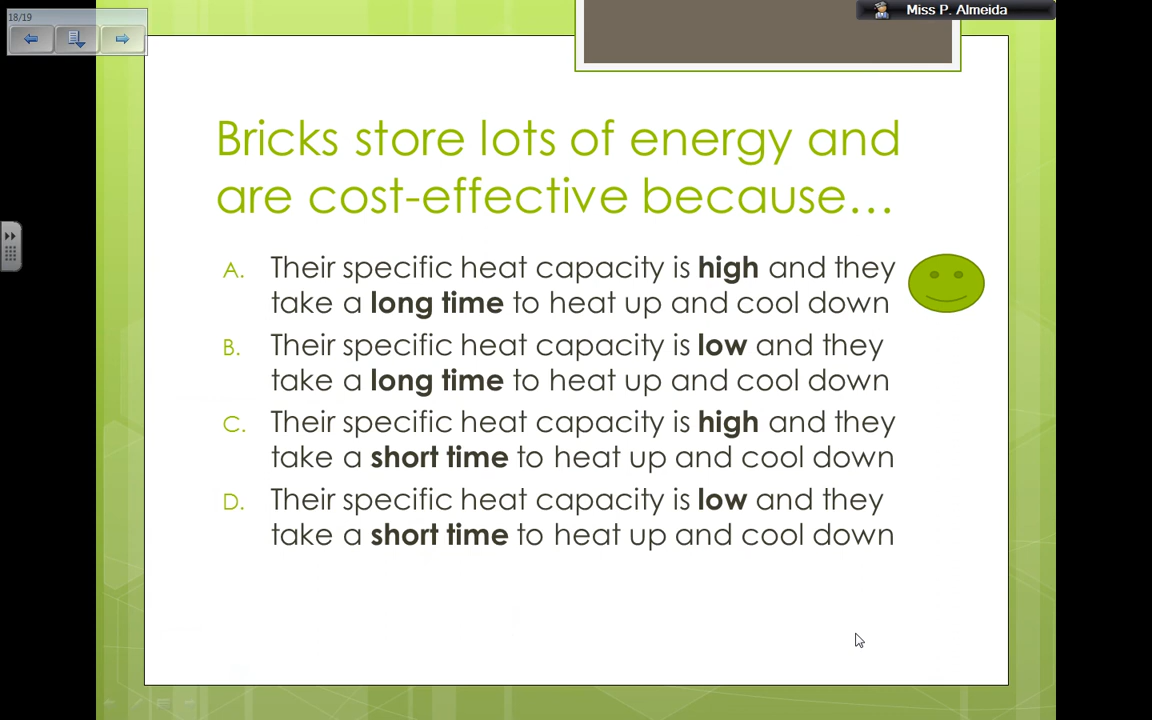 18/19
Miss P. Almeida
Bricks store lots of energy and
are cost-effective because…
A. Their specific heat capacity is high and they
take a long time to heat up and cool down
B. Their specific heat capacity is low and they
take a long time to heat up and cool down
C. Their specific heat capacity is high and they
take a short time to heat up and cool down
D. Their specific heat capacity is low and they
take a short time to heat up and cool down